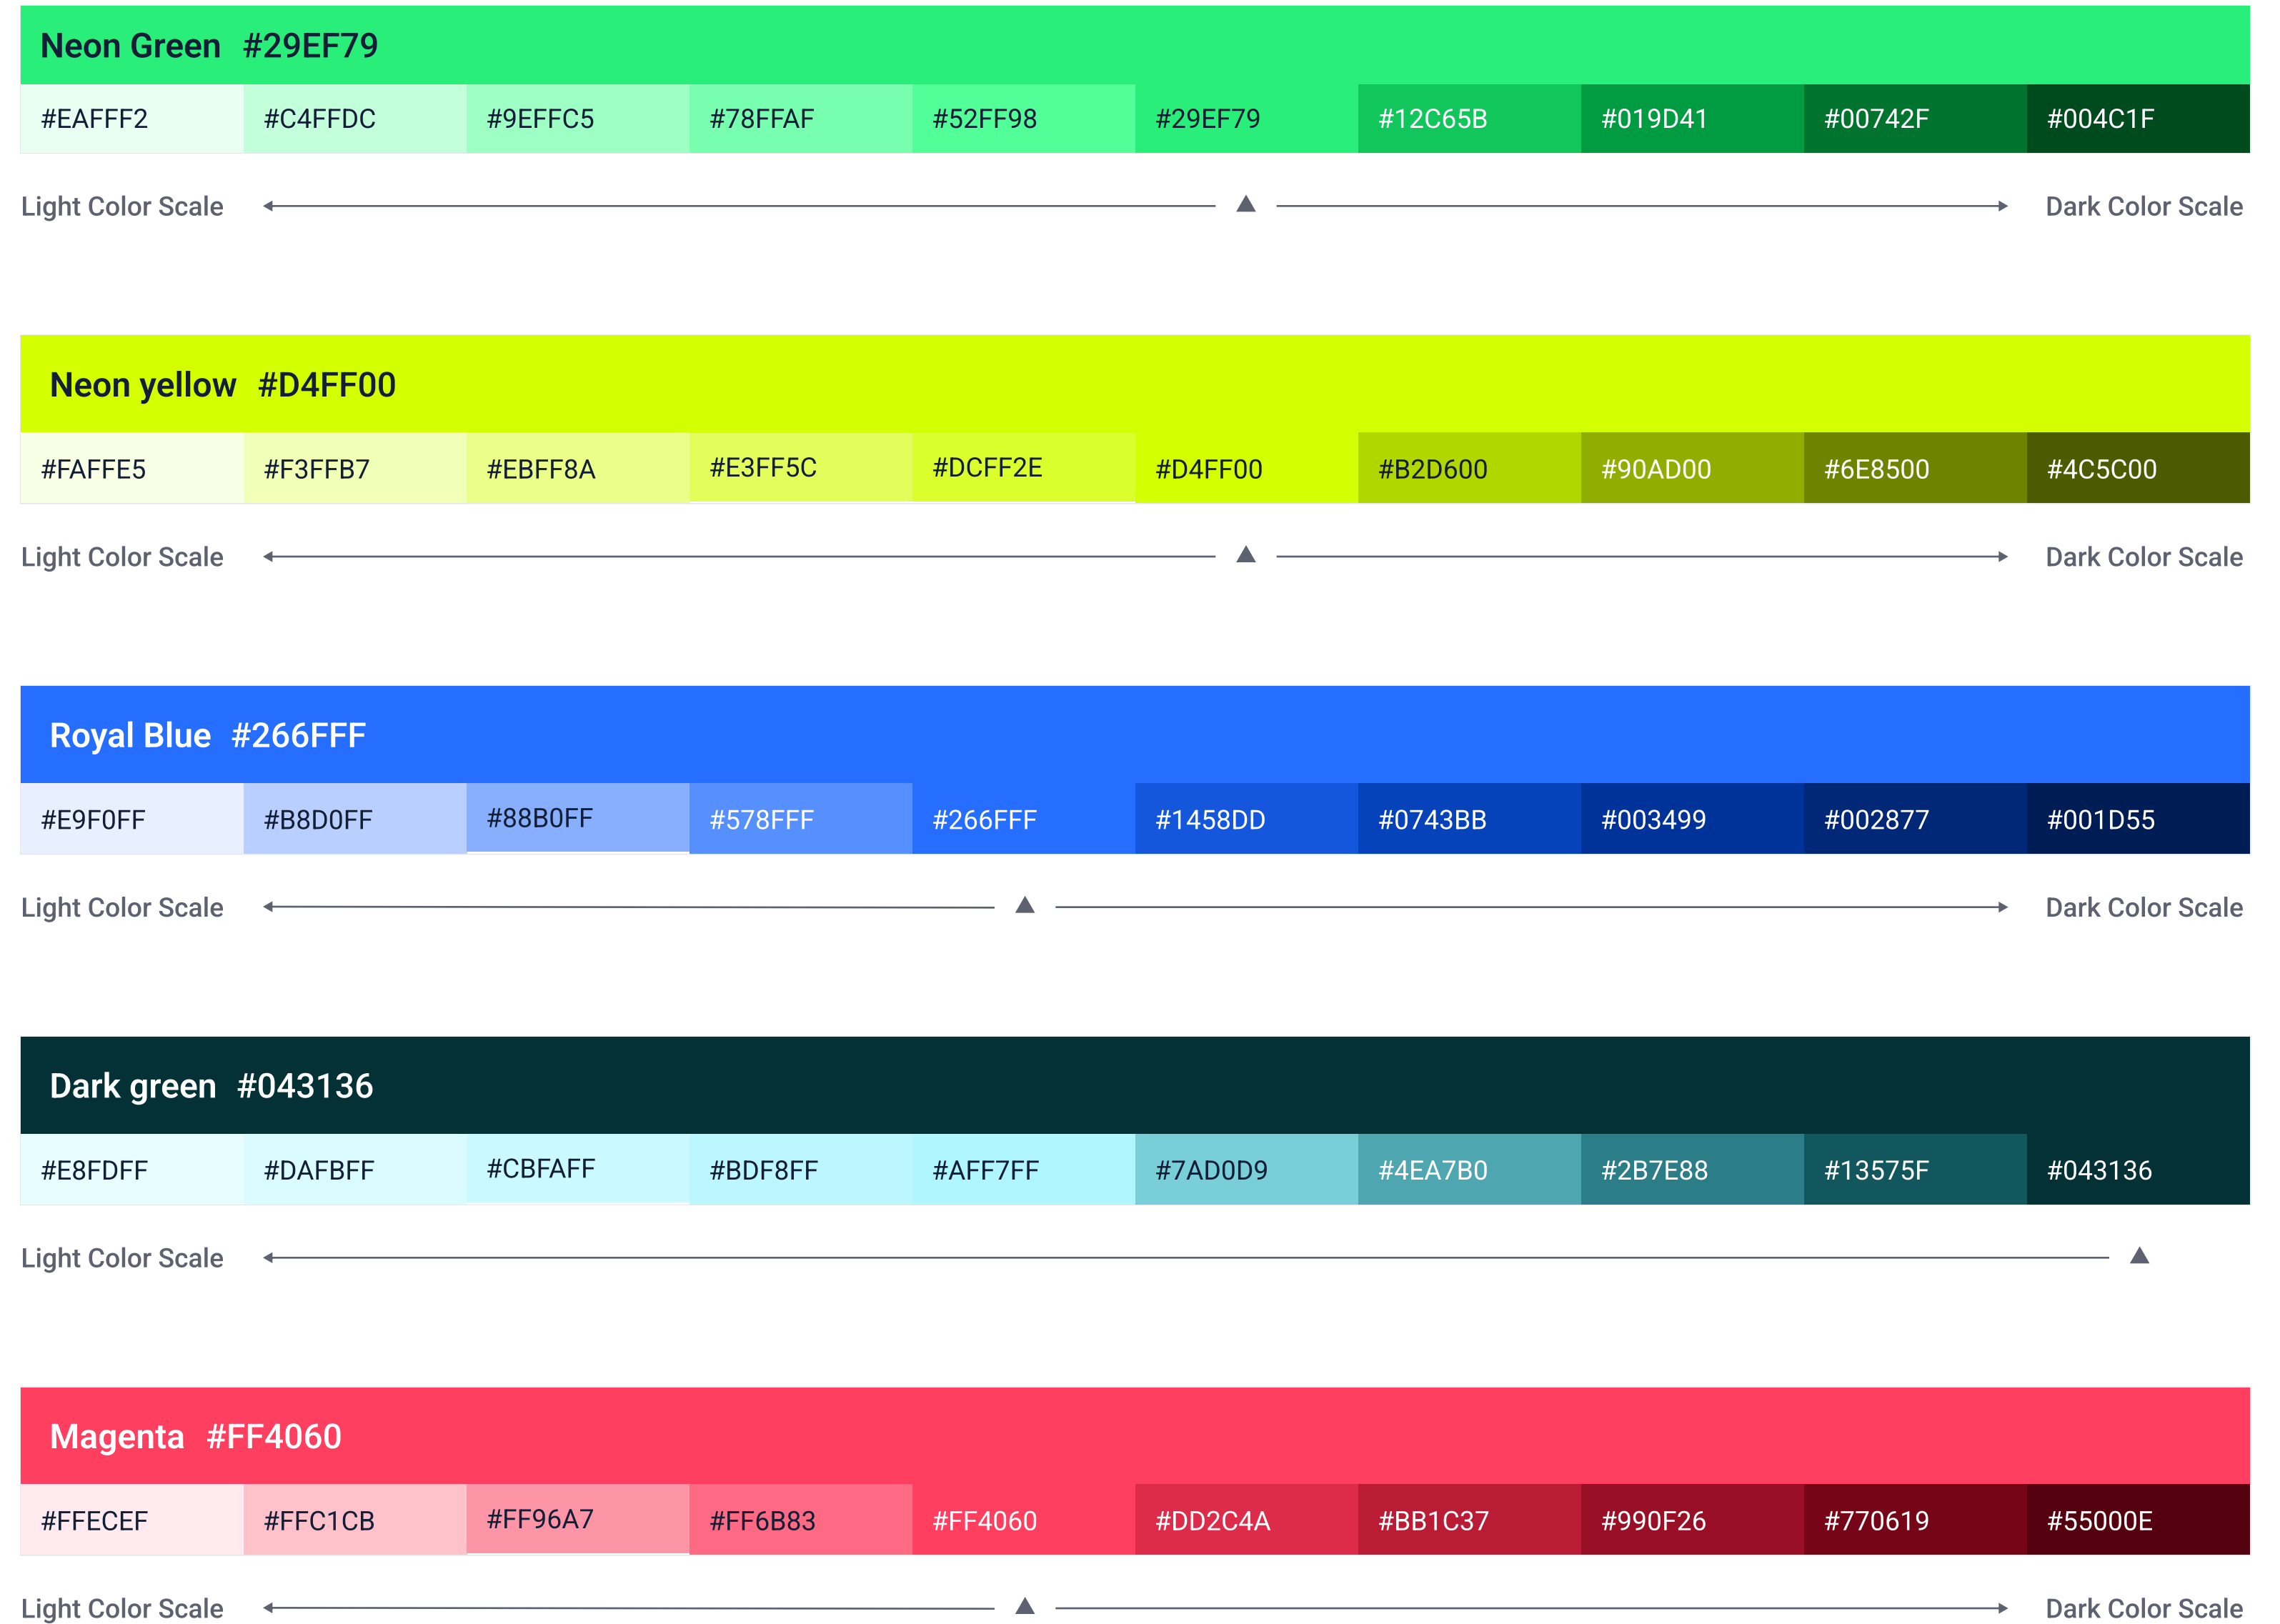 Neon Green #29EF79
#EAFFF2 #C4FFDC #9EFFC5 #78FFAF #52FF98 #29EF79 #12C65B #019D41 #00742F #004C1F
Light Color Scale Dark Color Scale
Neon yellow #D4FF00
#FAFFE5 #F3FFB7 #EBFF8A #E3FF5C #DCFF2E #D4FF00 #B2D600 #90AD00 #6E8500 #4C5C00
Light Color Scale Dark Color Scale
Royal Blue #266FFF
#E9F0FF #B8D0FF #88B0FF #578FFF #266FFF #1458DD #0743BB #003499 #002877 #001D55
Light Color Scale Dark Color Scale
Dark green #043136
#E8FDFF #DAFBFF #CBFAFF #BDF8FF #AFF7FF #7AD0D9 #4EA7B0 #2B7E88 #13575F #043136
Light Color Scale
Magenta #FF4060
#FFECEF #FFC1CB #FF96A7 #FF6B83 #FF4060 #DD2C4A #BB1C37 #990F26 #770619 #55000E
Light Color Scale Dark Color Scale